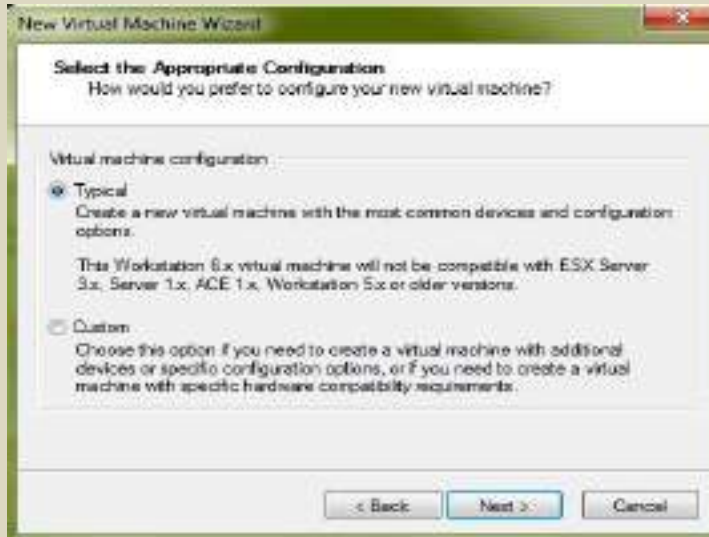 New Virtual Machine Wizard
Select the Appropriate Configuration
How would you prefer to configure your new virtual machine?
Virtual machine configuration
Typical
Create a new virtual machine with the most common devices and configuration
options.
This Workstation 6.x virtual machine will not be compatible with ESX Server
3.x, Server 1.x, ACE 1.x, Workstation 5.x or older versions.
Custom
Choose this option if you need to create a virtual machine with additional
devices or specific configuration options, or if you need to create a virtual
machine with specific hardware compatibility requirements.
< Back
Next >
Cancel